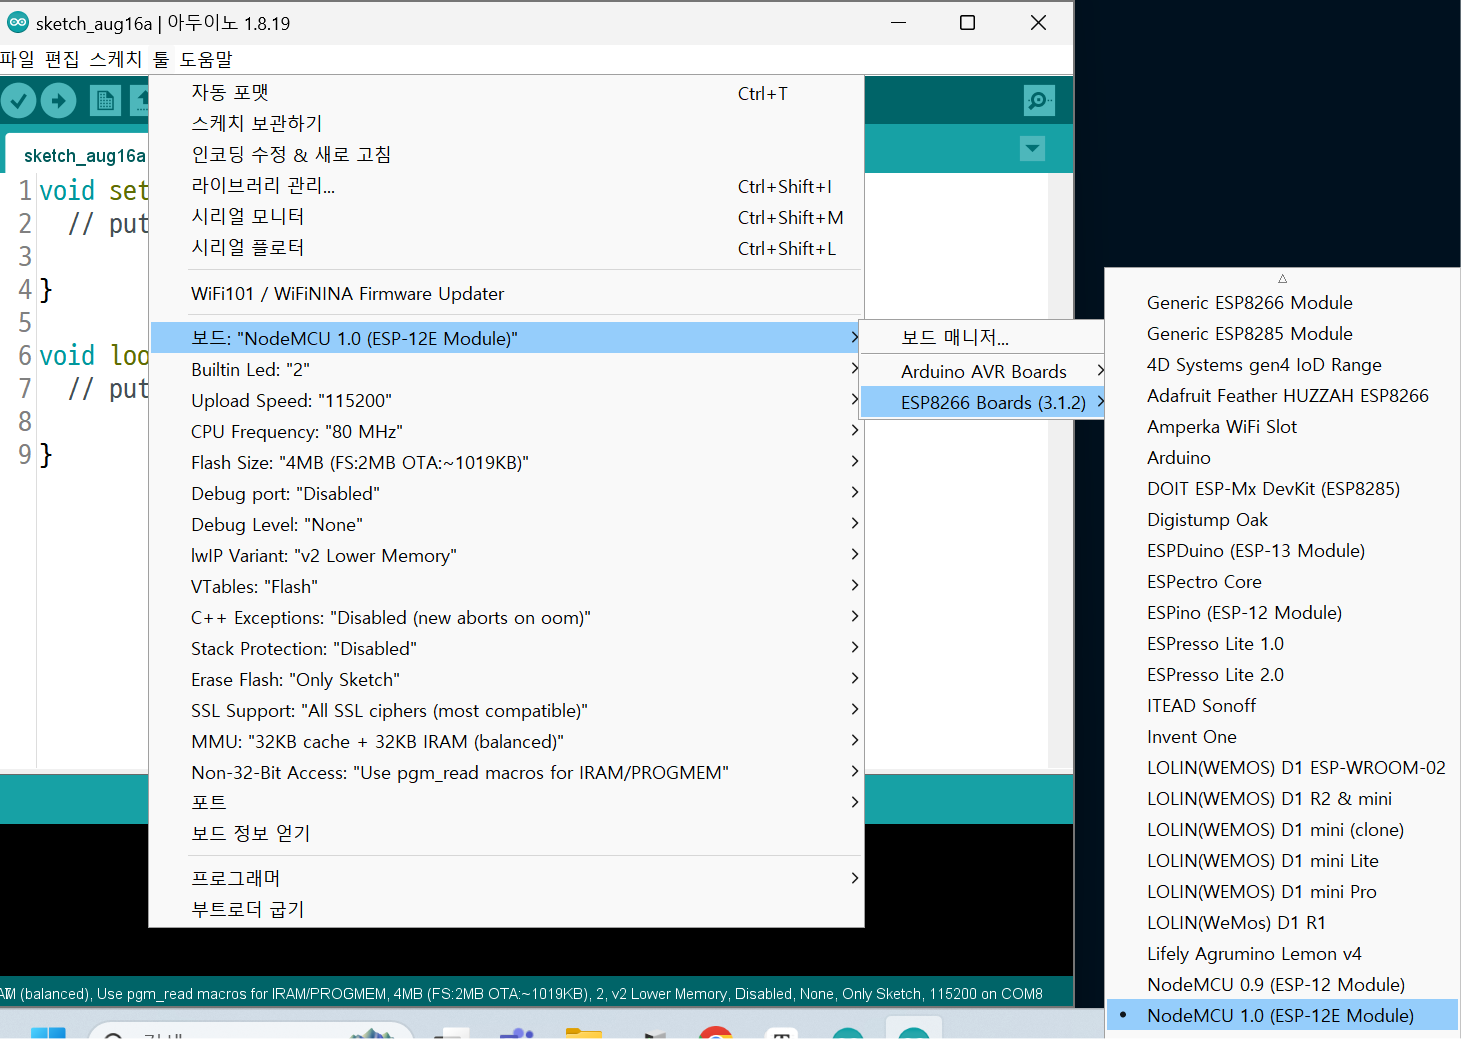 sketch_aug16a | 아두이노 1.8.19
파일 편집 스케치 툴 도움말
sketch_aug16a
1 void set
2 // put
3
4 }
5
6 void loo
7 // put
8
9 }
자동 포맷 Ctrl+T
스케치 보관하기
인코딩 수정 & 새로 고침
라이브러리 관리... Ctrl+Shift+I
시리얼 모니터 Ctrl+Shift+M
시리얼 플로터 Ctrl+Shift+L
WiFi101 / WiFiNINA Firmware Updater
보드: "NodeMCU 1.0 (ESP-12E Module)"
Builtin Led: "2"
Upload Speed: "115200"
CPU Frequency: "80 MHz"
Flash Size: "4MB (FS:2MB OTA:~1019KB)"
Debug port: "Disabled"
Debug Level: "None"
lwIP Variant: "v2 Lower Memory"
VTables: "Flash"
C++ Exceptions: "Disabled (new aborts on oom)"
Stack Protection: "Disabled"
Erase Flash: "Only Sketch"
SSL Support: "All SSL ciphers (most compatible)"
MMU: "32KB cache + 32KB IRAM (balanced)"
Non-32-Bit Access: "Use pgm_read macros for IRAM/PROGMEM"
포트
보드 정보 얻기
프로그래머
부트로더 굽기
보드 매니저...
Arduino AVR Boards
ESP8266 Boards (3.1.2)
Generic ESP8266 Module
Generic ESP8285 Module
4D Systems gen4 IoD Range
Adafruit Feather HUZZAH ESP8266
Amperka WiFi Slot
Arduino
DOIT ESP-Mx DevKit (ESP8285)
Digistump Oak
ESPDuino (ESP-13 Module)
ESPectro Core
ESPino (ESP-12 Module)
ESPresso Lite 1.0
ESPresso Lite 2.0
ITEAD Sonoff
Invent One
LOLIN(WEMOS) D1 ESP-WROOM-02
LOLIN(WEMOS) D1 R2 & mini
LOLIN(WEMOS) D1 mini (clone)
LOLIN(WEMOS) D1 mini Lite
LOLIN(WEMOS) D1 mini Pro
LOLIN(WeMos) D1 R1
Lifely Agrumino Lemon v4
NodeMCU 0.9 (ESP-12 Module)
• NodeMCU 1.0 (ESP-12E Module)
(balanced), Use pgm_read macros for IRAM/PROGMEM, 4MB (FS:2MB OTA:~1019KB), 2, v2 Lower Memory, Disabled, None, Only Sketch, 115200 on COM8